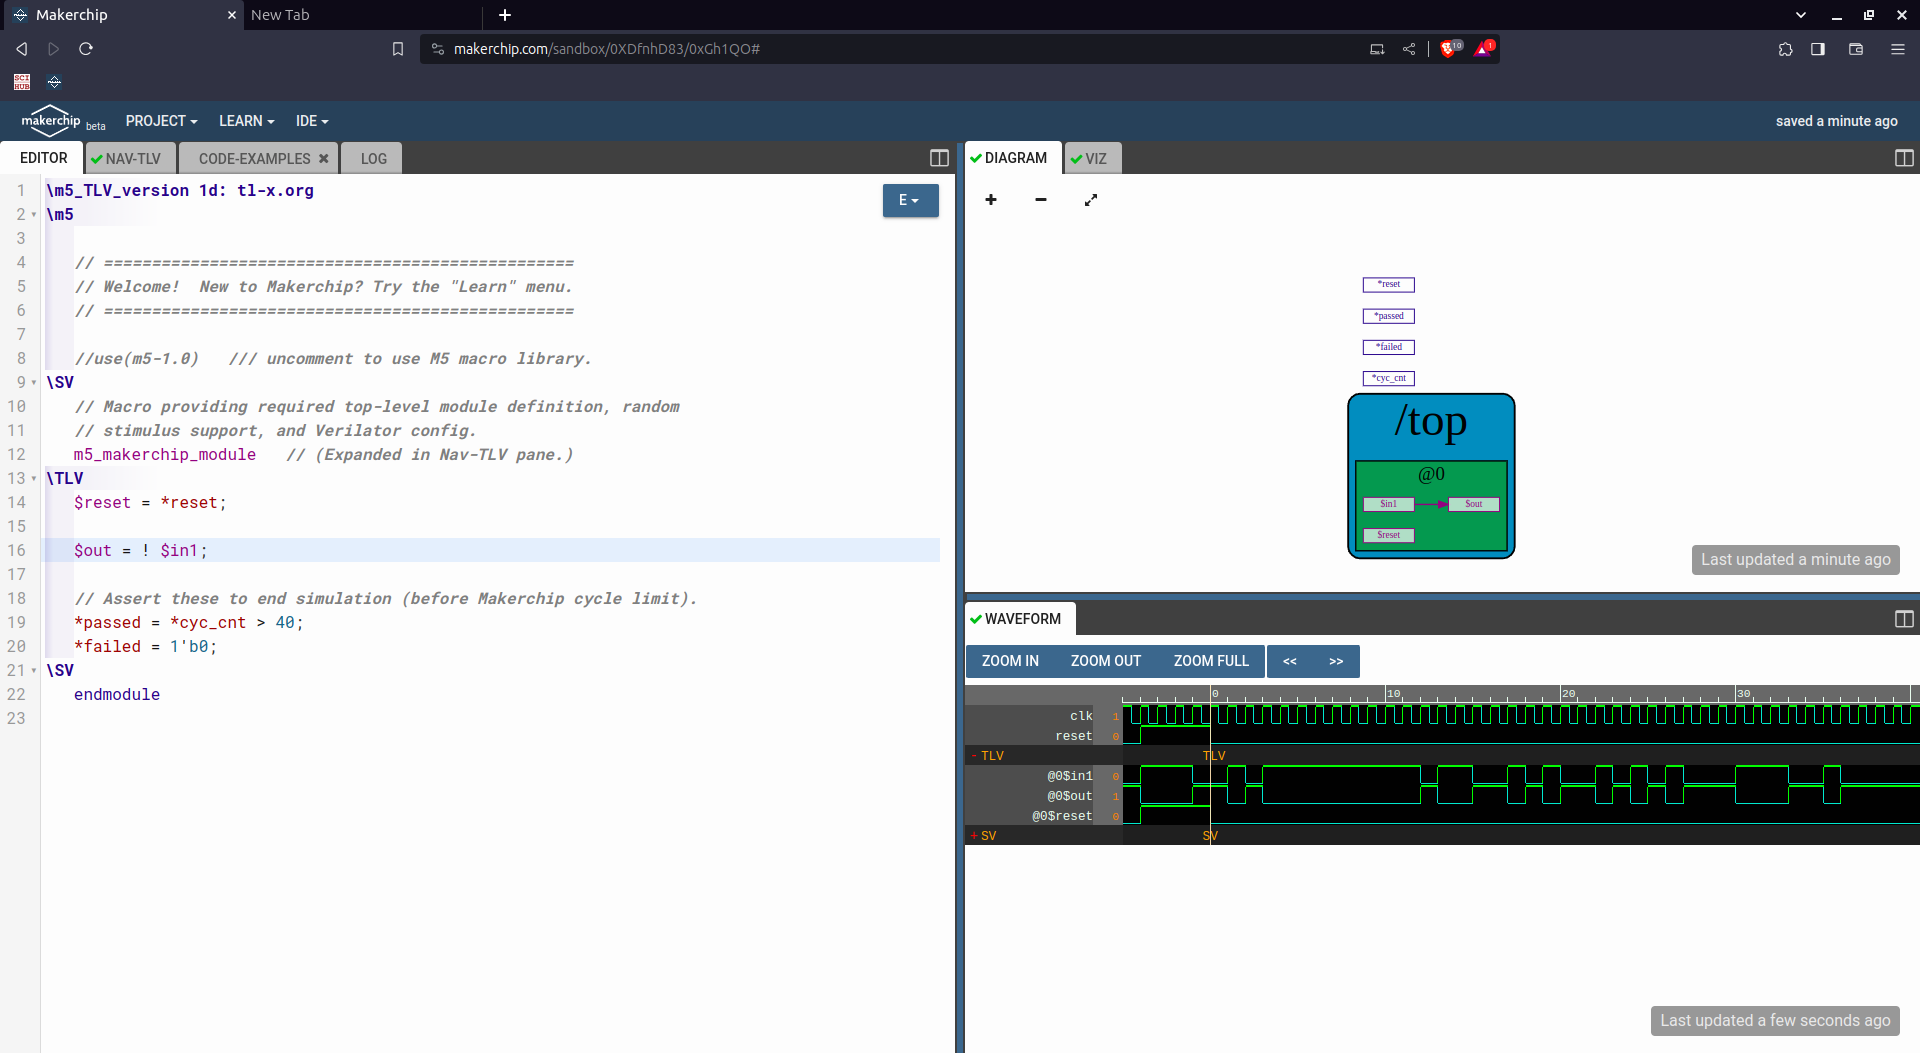 Makerchip
New Tab
makerchip.com/sandbox/0XDfnhD83/0xGh1QO#
10
1
SCI
HUB
makerchip beta
PROJECT
LEARN
IDE
saved a minute ago
EDITOR
NAV-TLV
CODE-EXAMPLES
LOG
E
1 \m5_TLV_version 1d: tl-x.org
2 \m5
3
4 // =================================================
5 // Welcome!  New to Makerchip? Try the "Learn" menu.
6 // =================================================
7
8 //use(m5-1.0)   /// uncomment to use M5 macro library.
9 \SV
10 // Macro providing required top-level module definition, random
11 // stimulus support, and Verilator config.
12 m5_makerchip_module   // (Expanded in Nav-TLV pane.)
13 \TLV
14 $reset = *reset;
15
16 $out = ! $in1;
17
18 // Assert these to end simulation (before Makerchip cycle limit).
19 *passed = *cyc_cnt > 40;
20 *failed = 1'b0;
21 \SV
22 endmodule
23
DIAGRAM
VIZ
*reset
*passed
*failed
*cyc_cnt
/top
@0
$in1
$out
$reset
Last updated a minute ago
WAVEFORM
ZOOM IN
ZOOM OUT
ZOOM FULL
<<
>>
0
10
20
30
clk 1
reset 0
- TLV
TLV
@0$in1 0
@0$out 1
@0$reset 0
+ SV
SV
Last updated a few seconds ago